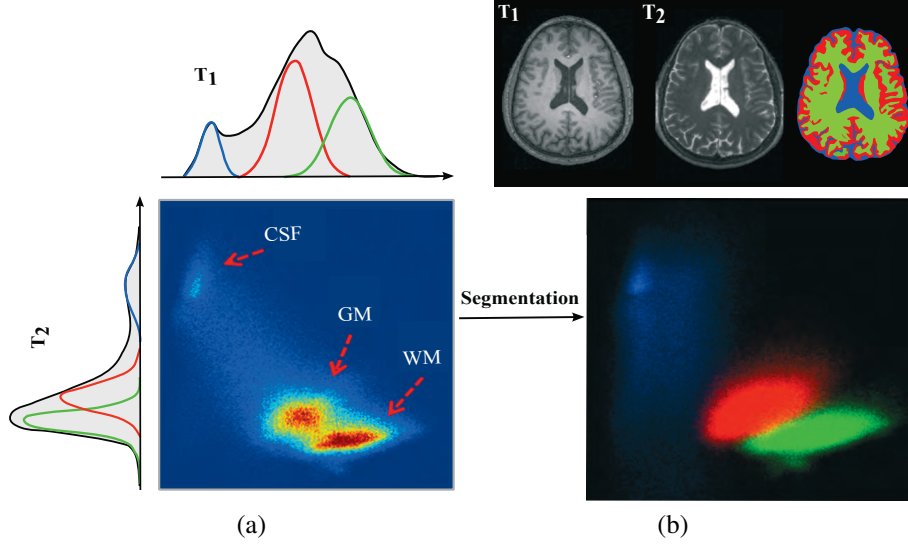 T1
T1
T2
CSF
GM
WM
T2
Segmentation
(a)
(b)